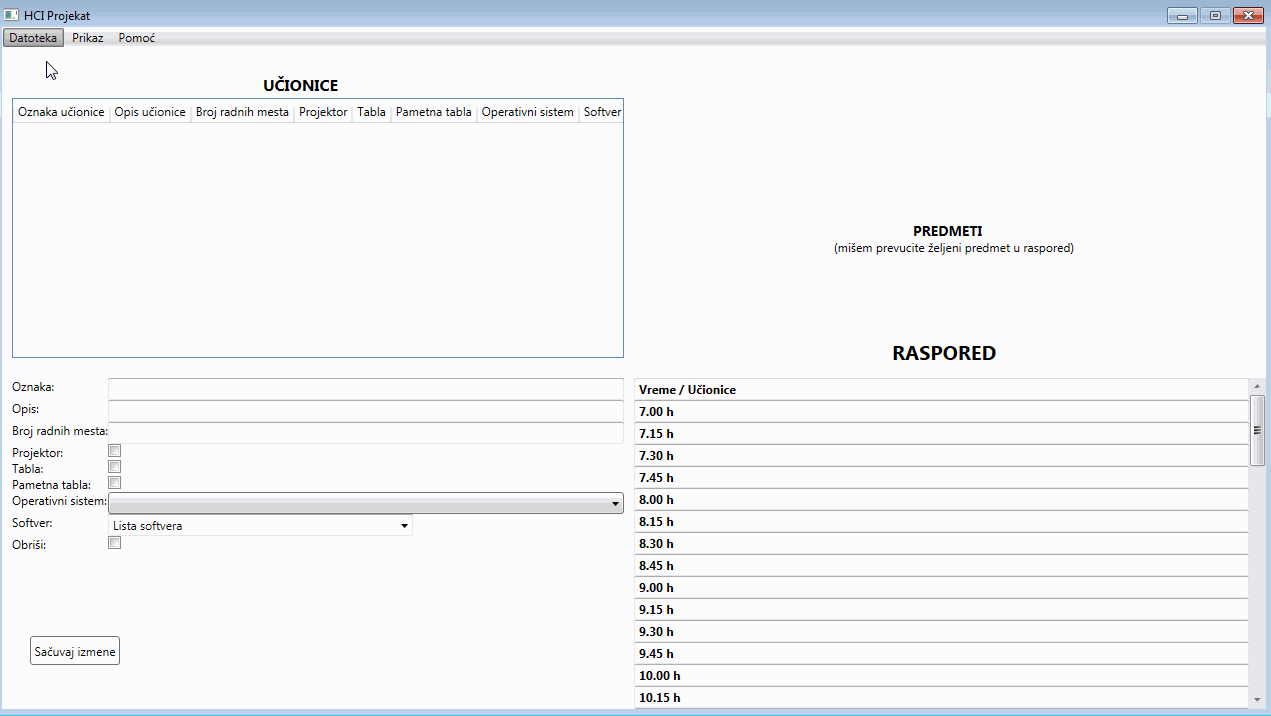 HCI Projekat
Datoteka Prikaz Pomoć
UČIONICE
Oznaka učionice Opis učionice Broj radnih mesta Projektor Tabla Pametna tabla Operativni sistem Softver
Oznaka:
Opis:
Broj radnih mesta:
Projektor:
Tabla:
Pametna tabla:
Operativni sistem:
Softver: Lista softvera
Obriši:
Sačuvaj izmene
PREDMETI
(mišem prevucite željeni predmet u raspored)
RASPORED
Vreme / Učionice
7.00 h
7.15 h
7.30 h
7.45 h
8.00 h
8.15 h
8.30 h
8.45 h
9.00 h
9.15 h
9.30 h
9.45 h
10.00 h
10.15 h